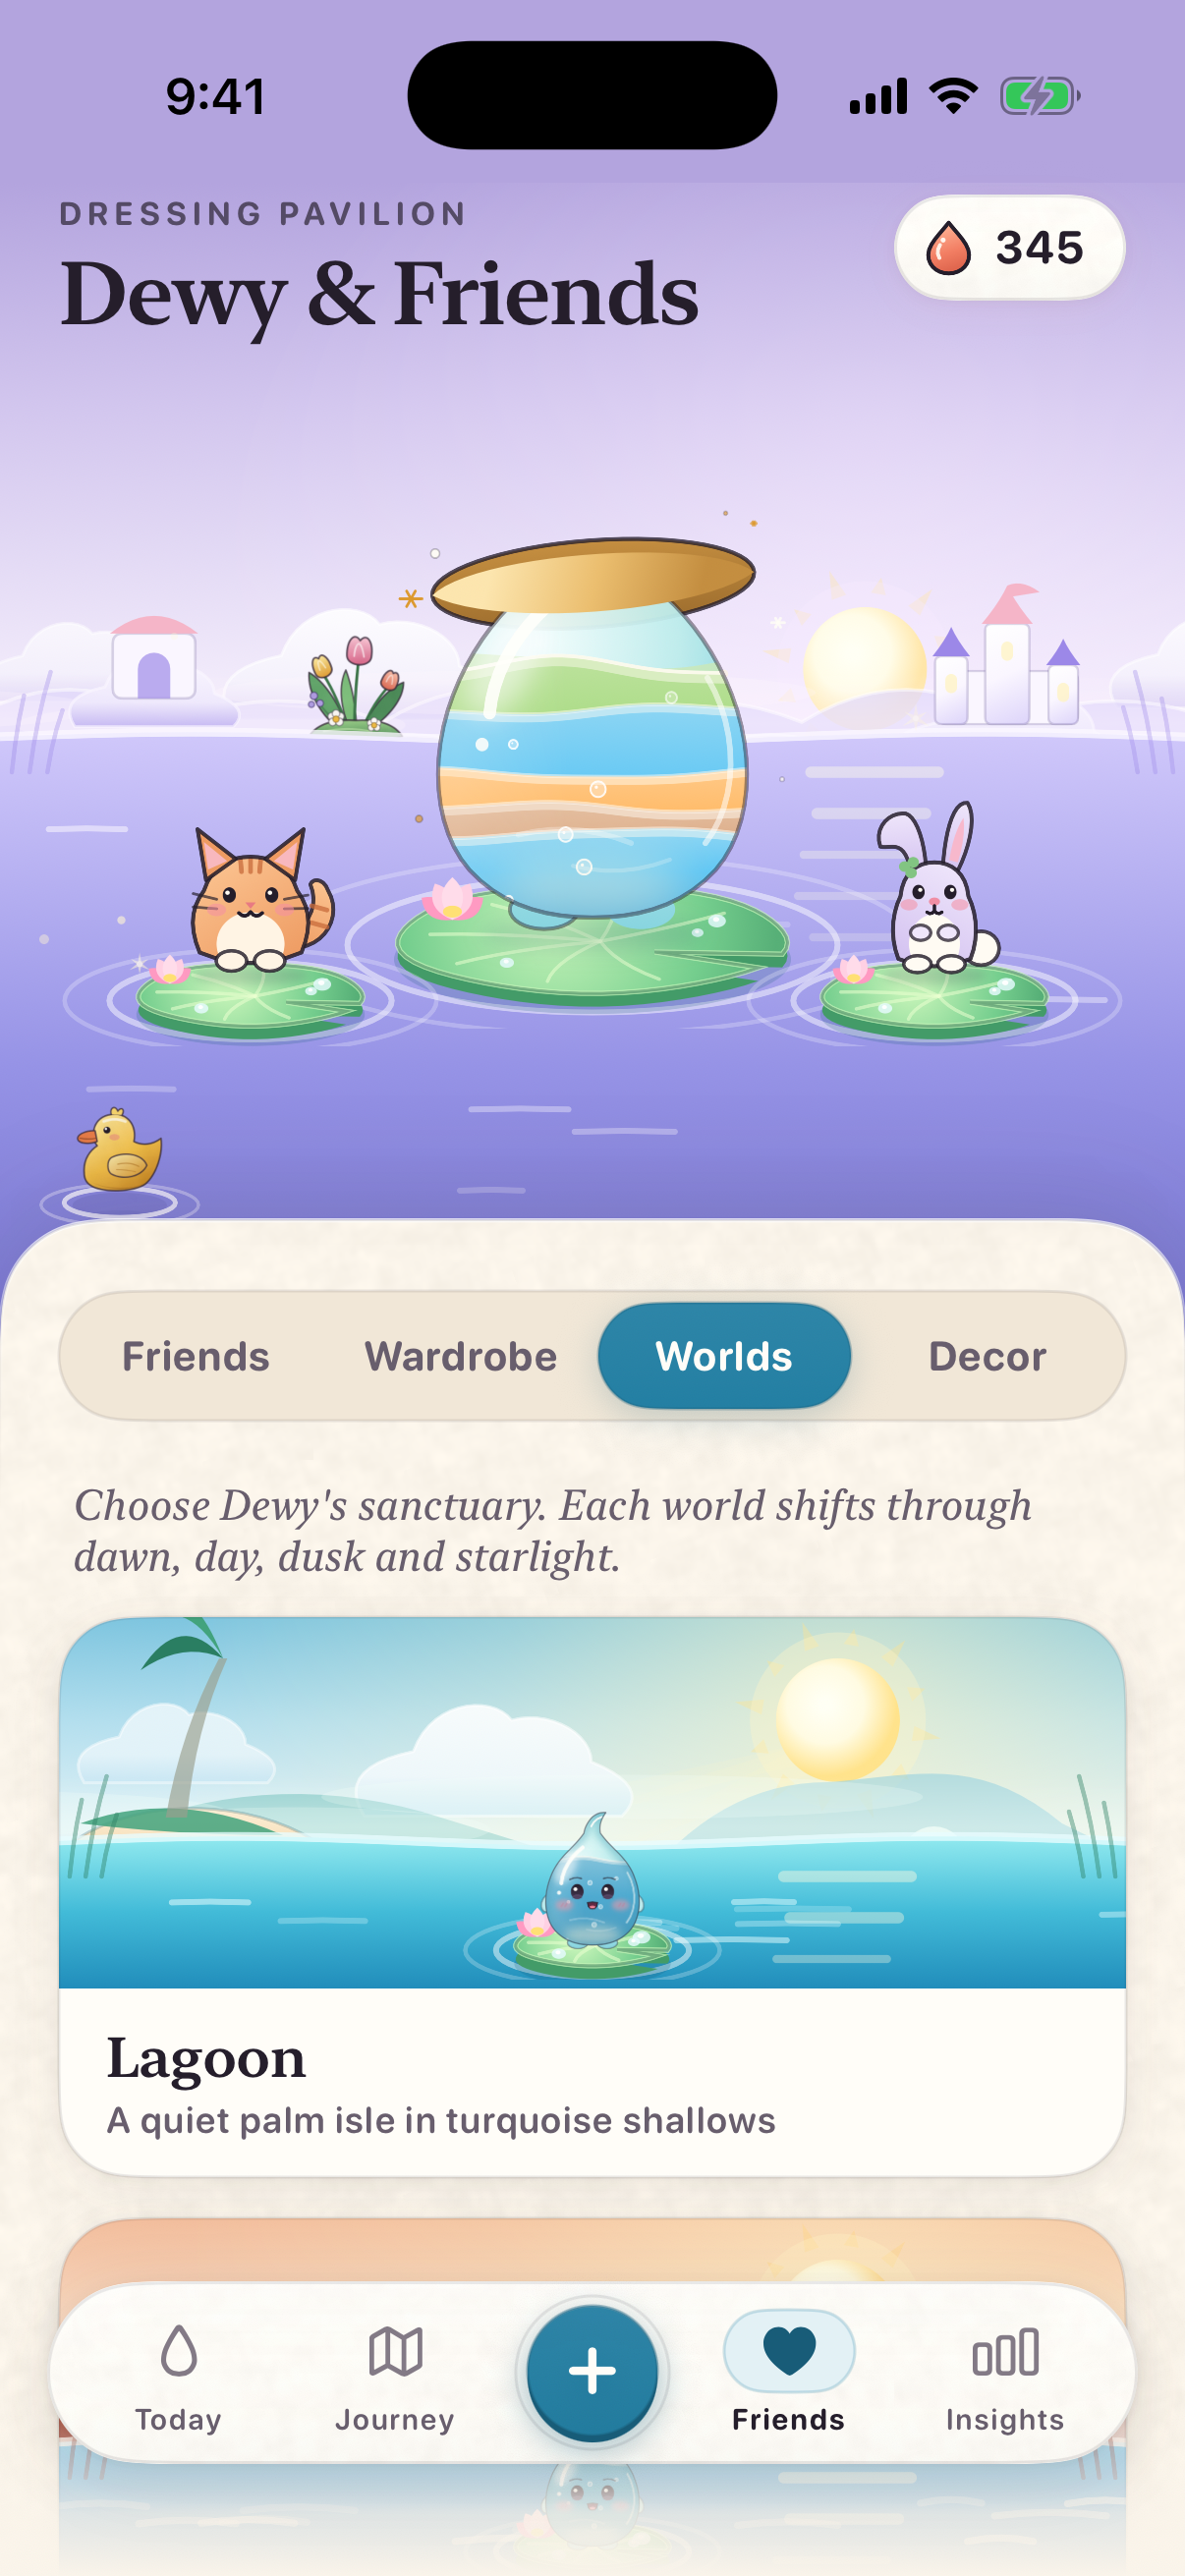 9:41
DRESSING PAVILION
Dewy & Friends
345
Friends
Wardrobe
Worlds
Decor
Choose Dewy's sanctuary. Each world shifts through
dawn, day, dusk and starlight.
Lagoon
A quiet palm isle in turquoise shallows
Today
Journey
Friends
Insights